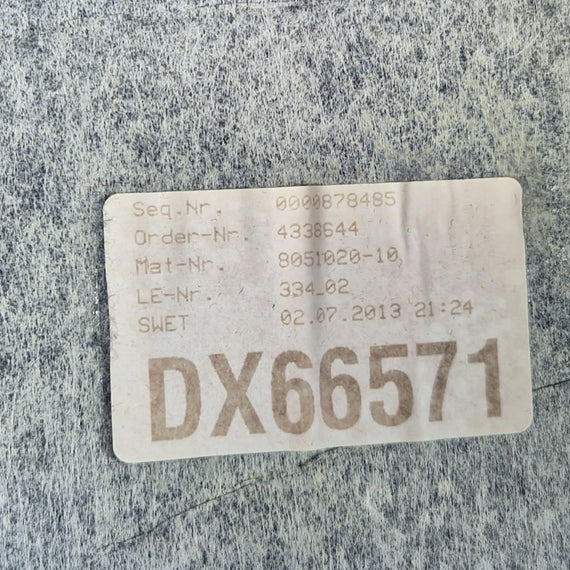 Seq.Nr. 0000878485
Order-Nr. 4338644
Mat-Nr. 8051020-10
LE-Nr. 334_02
SWET 02.07.2013 21:24
DX66571